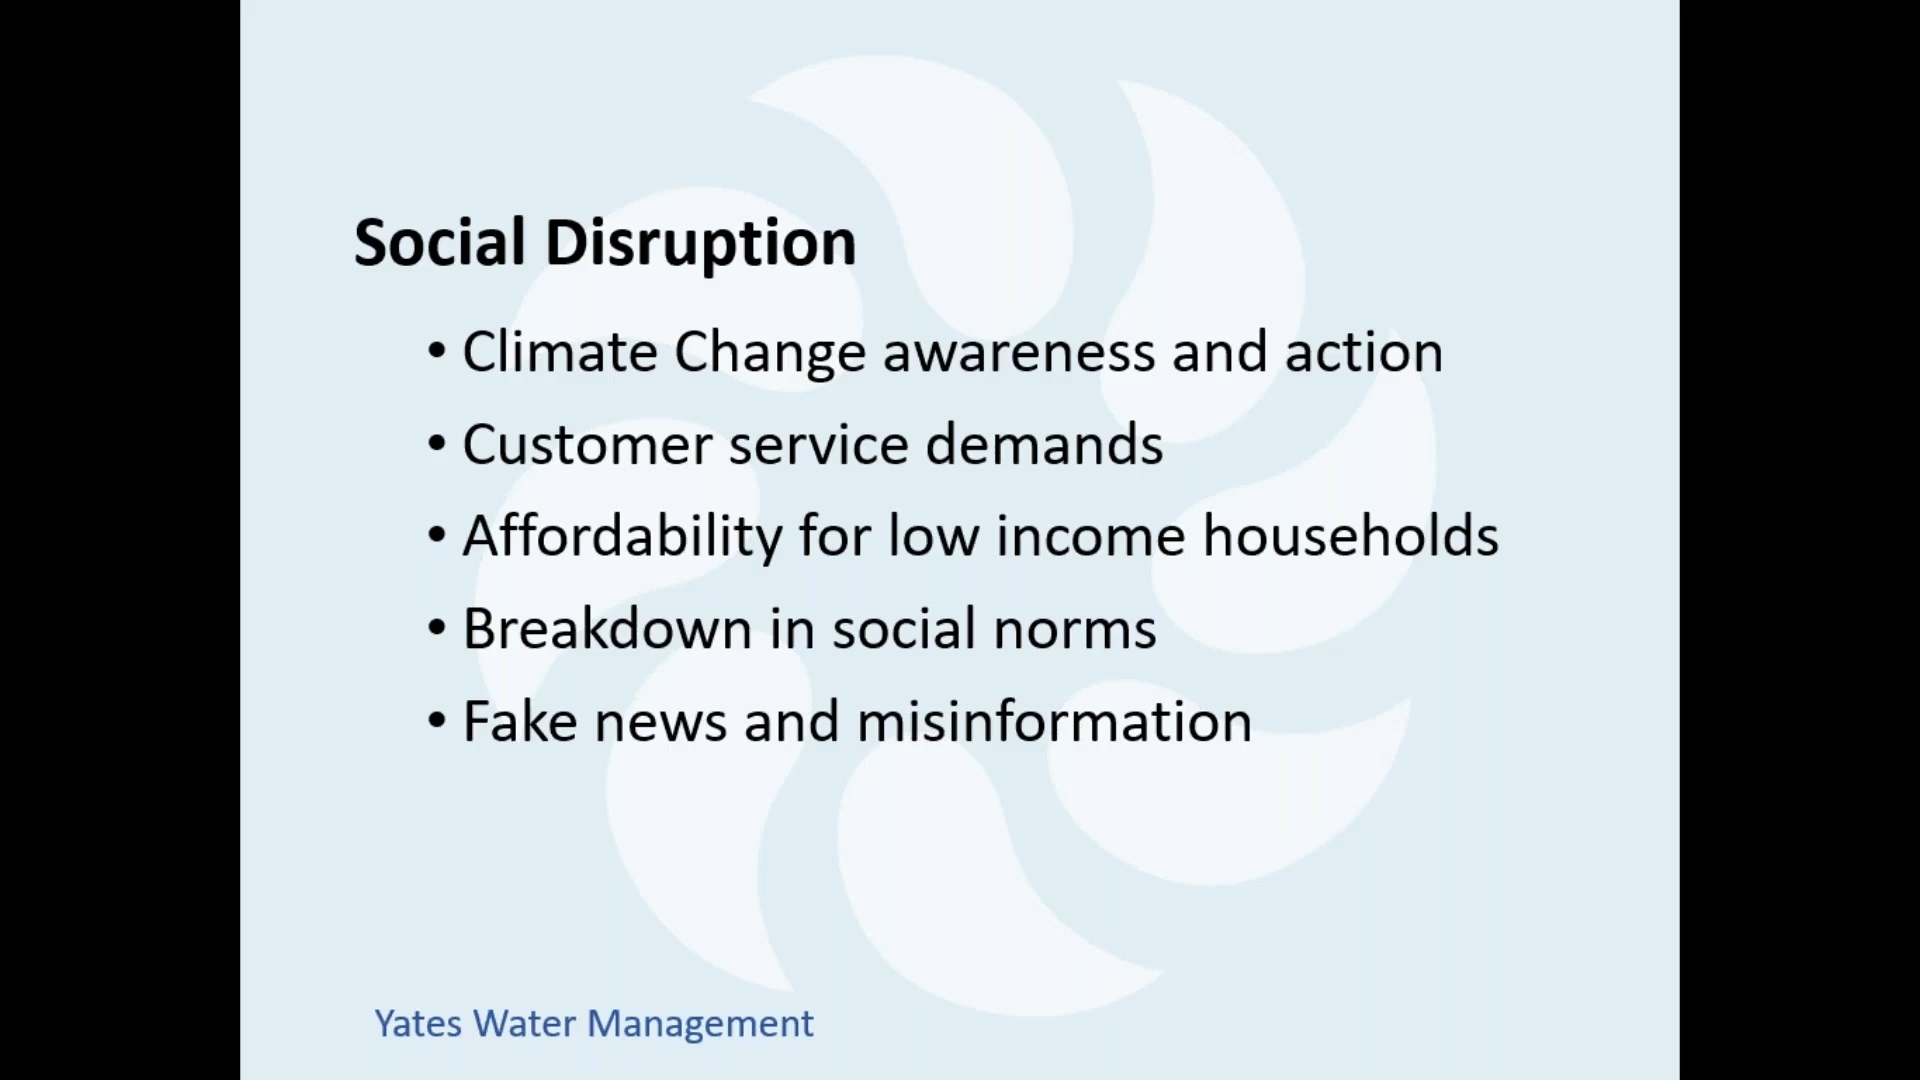 Social Disruption
• Climate Change awareness and action
• Customer service demands
• Affordability for low income households
• Breakdown in social norms
• Fake news and misinformation
Yates Water Management